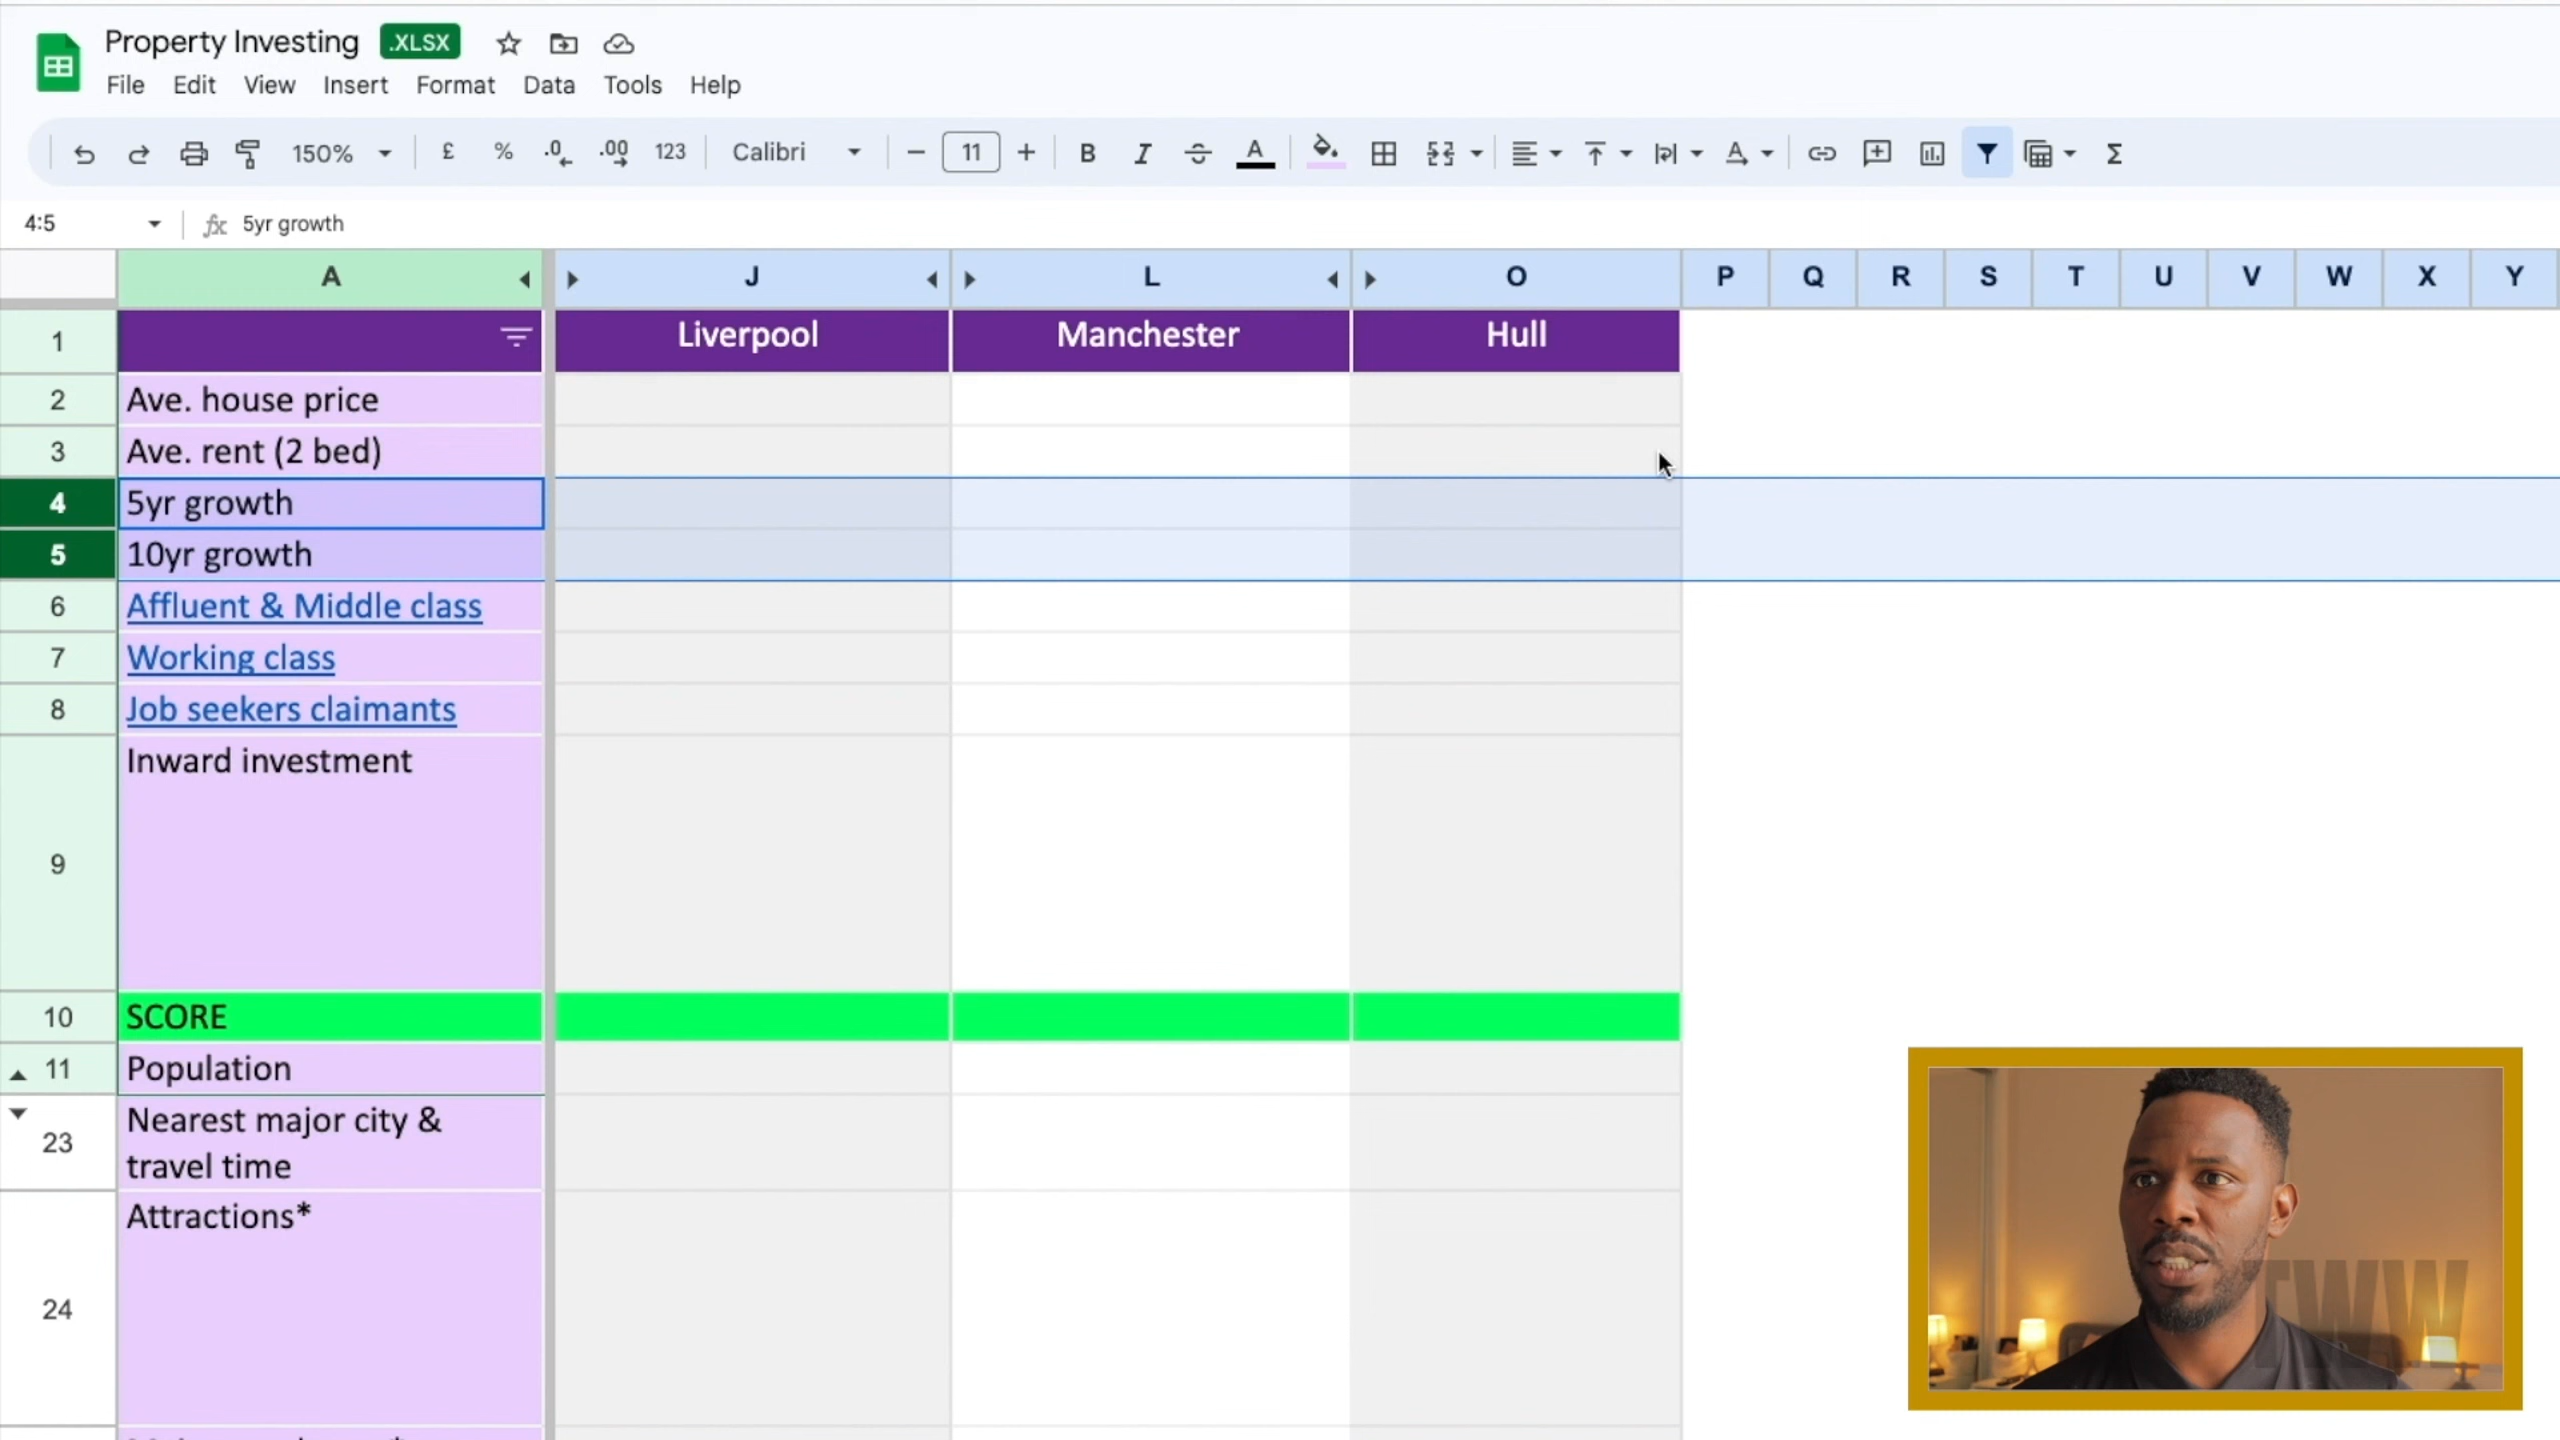 Property Investing .XLSX
File Edit View Insert Format Data Tools Help
150% £ % .0 .00 123 Calibri 11 B I S A A Σ
4:5 fx 5yr growth
A J L O P Q R S T U V W X Y
1 Liverpool Manchester Hull
2 Ave. house price
3 Ave. rent (2 bed)
4 5yr growth
5 10yr growth
6 Affluent & Middle class
7 Working class
8 Job seekers claimants
9 Inward investment
10 SCORE
11 Population
23 Nearest major city &
travel time
24 Attractions*
TWW